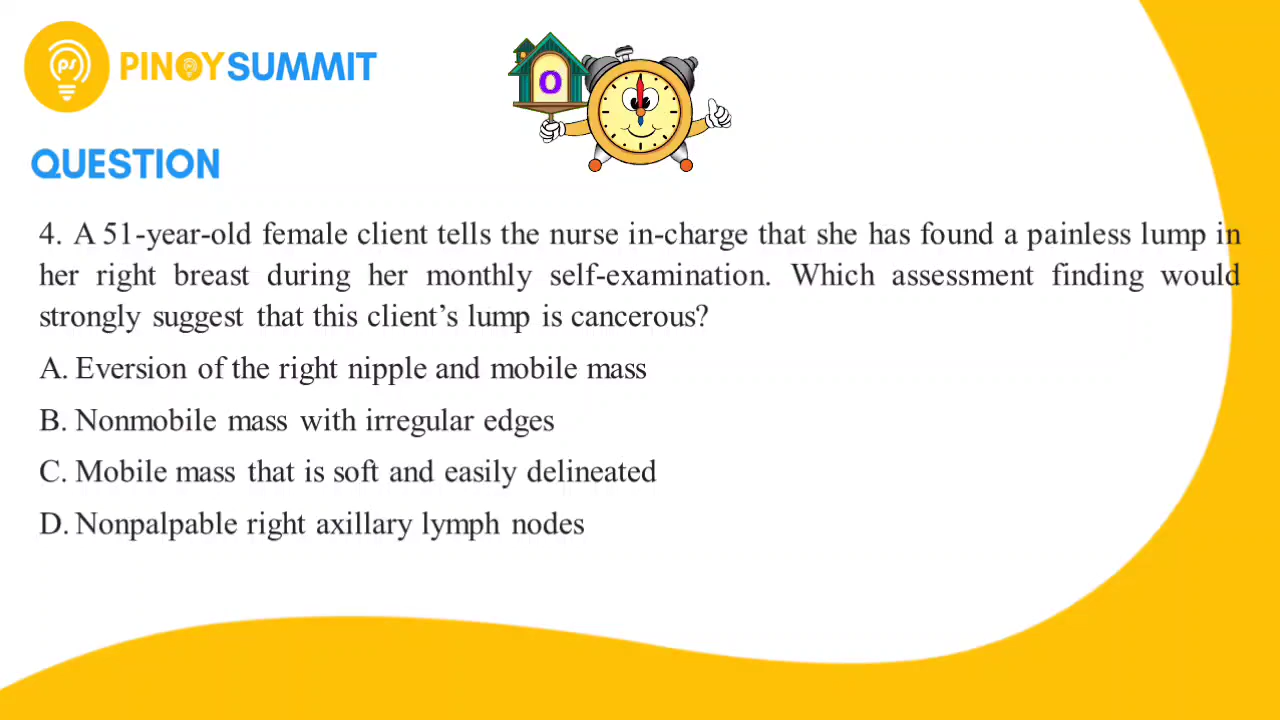 PINOYSUMMIT
O
QUESTION
4. A 51-year-old female client tells the nurse in-charge that she has found a painless lump in
her right breast during her monthly self-examination. Which assessment finding would
strongly suggest that this client’s lump is cancerous?
A. Eversion of the right nipple and mobile mass
B. Nonmobile mass with irregular edges
C. Mobile mass that is soft and easily delineated
D. Nonpalpable right axillary lymph nodes